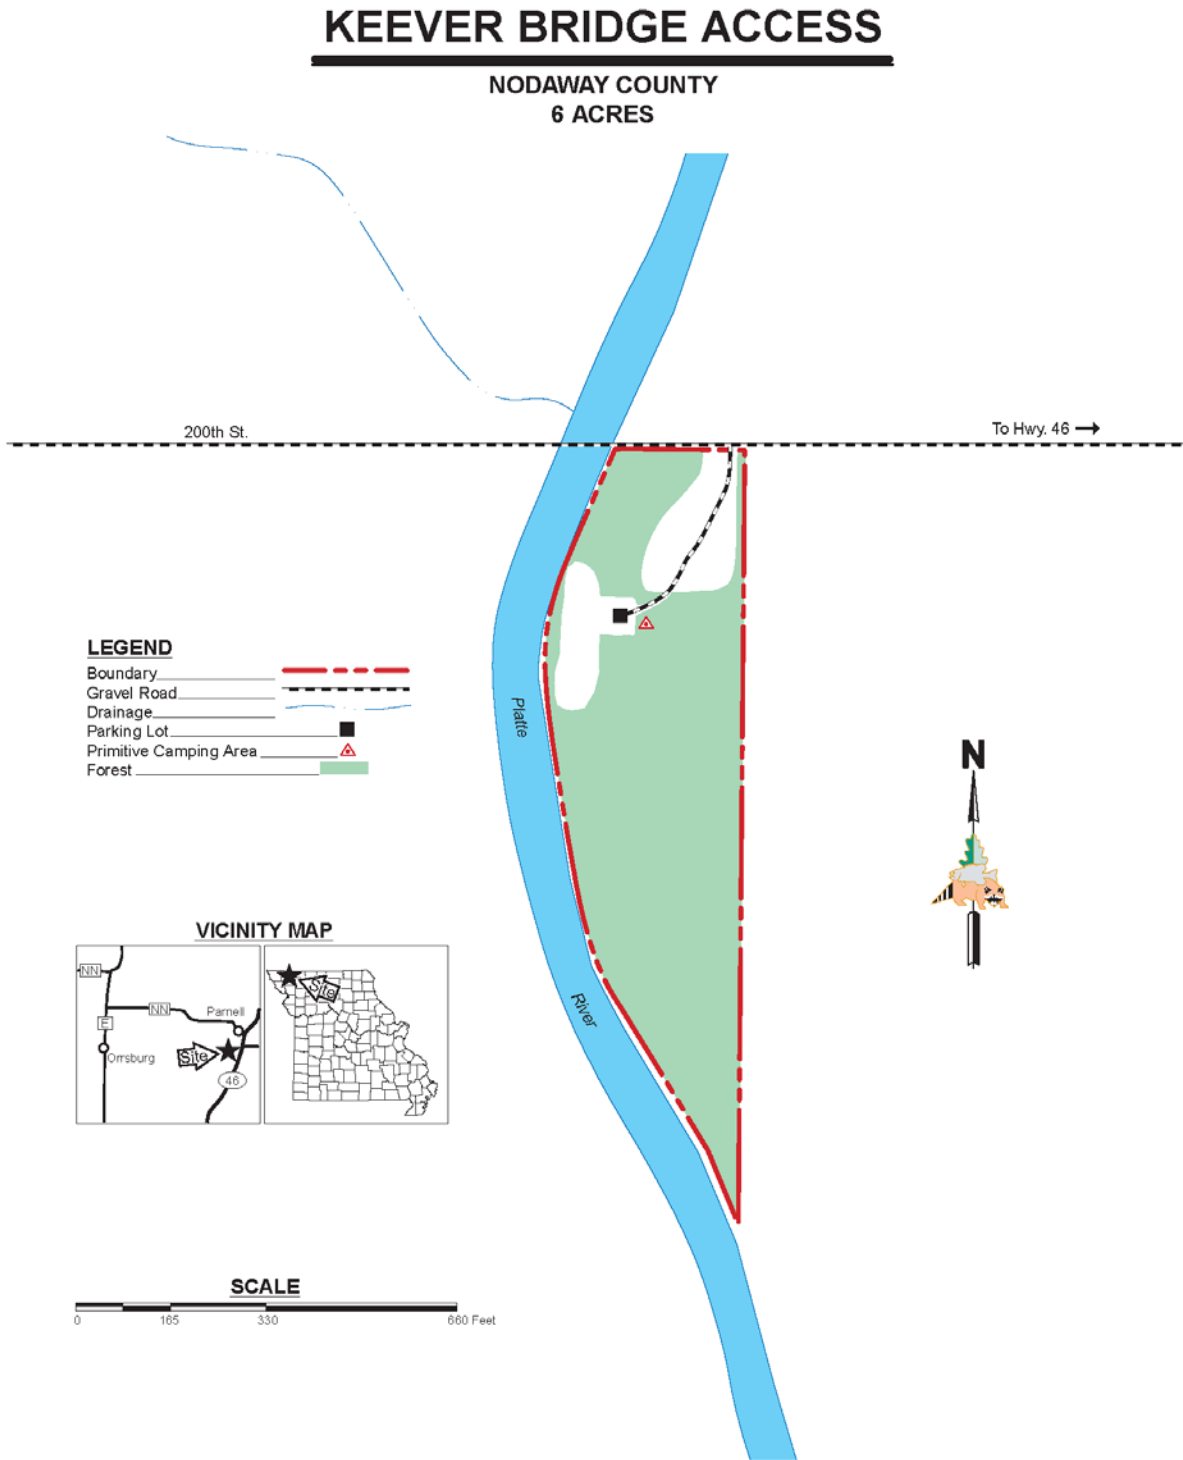 KEEVER BRIDGE ACCESS
NODAWAY COUNTY
6 ACRES
200th St.
To Hwy. 46
Platte
River
LEGEND
Boundary
Gravel Road
Drainage
Parking Lot
Primitive Camping Area
Forest
N
VICINITY MAP
NN
NN
Parnell
E
Orrsburg
Site
46
Site
SCALE
0 165 330 660 Feet